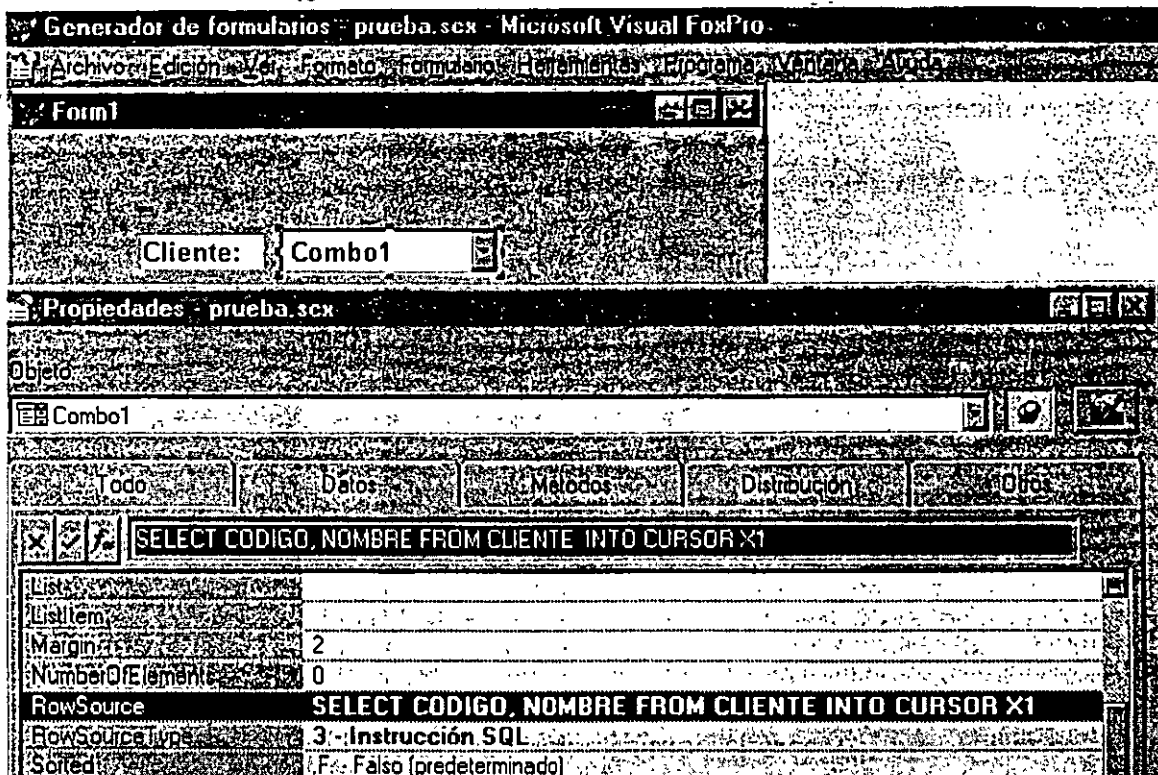 Generador de formularios - prueba.scx - Microsoft Visual FoxPro
Archivo Edición Ver Formato Formulario Herramientas Programa Ventana Ayuda
Form1
Cliente: Combo1
Propiedades - prueba.scx
Objeto
Combo1
Todo Datos Métodos Distribución Otros
SELECT CODIGO, NOMBRE FROM CLIENTE INTO CURSOR X1
List
ListItem
Margin 2
NumberOfElements 0
RowSource SELECT CODIGO, NOMBRE FROM CLIENTE INTO CURSOR X1
RowSourceType 3 - Instrucción SQL
Sorted .F. - Falso (predeterminado)